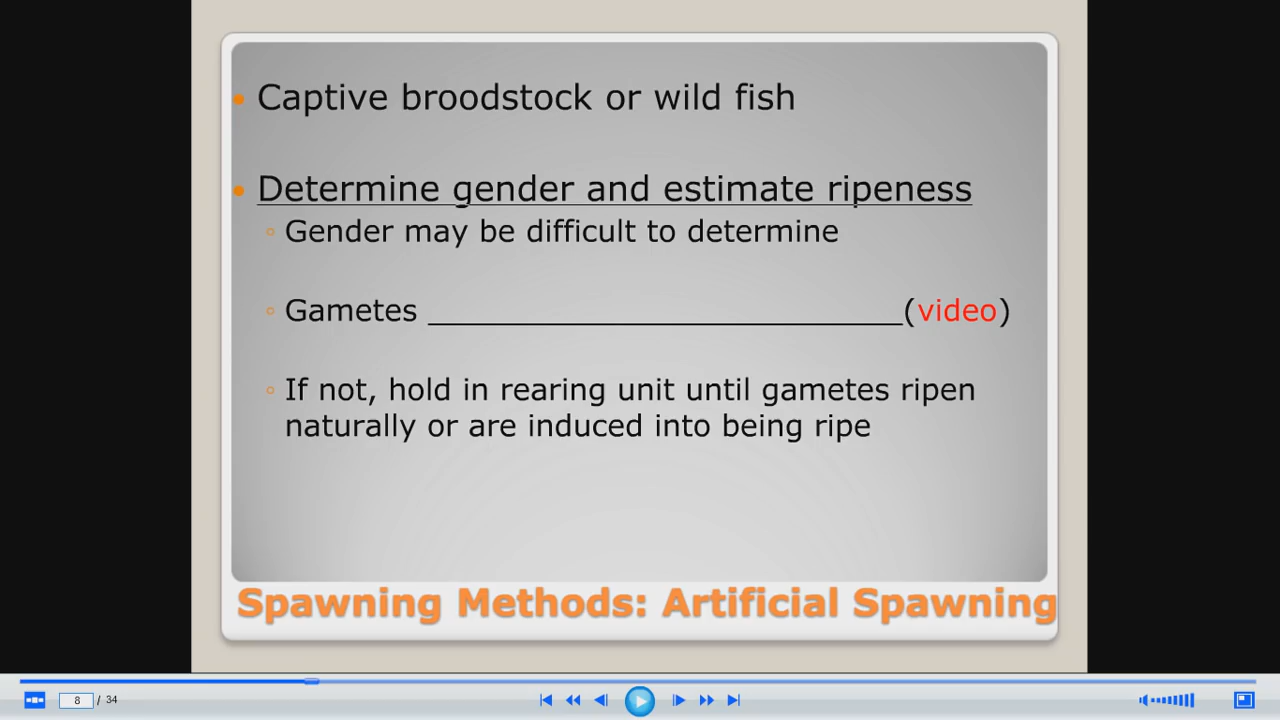 Captive broodstock or wild fish
Determine gender and estimate ripeness
Gender may be difficult to determine
Gametes ____________________________(video)
If not, hold in rearing unit until gametes ripen
naturally or are induced into being ripe
Spawning Methods: Artificial Spawning
8 / 34